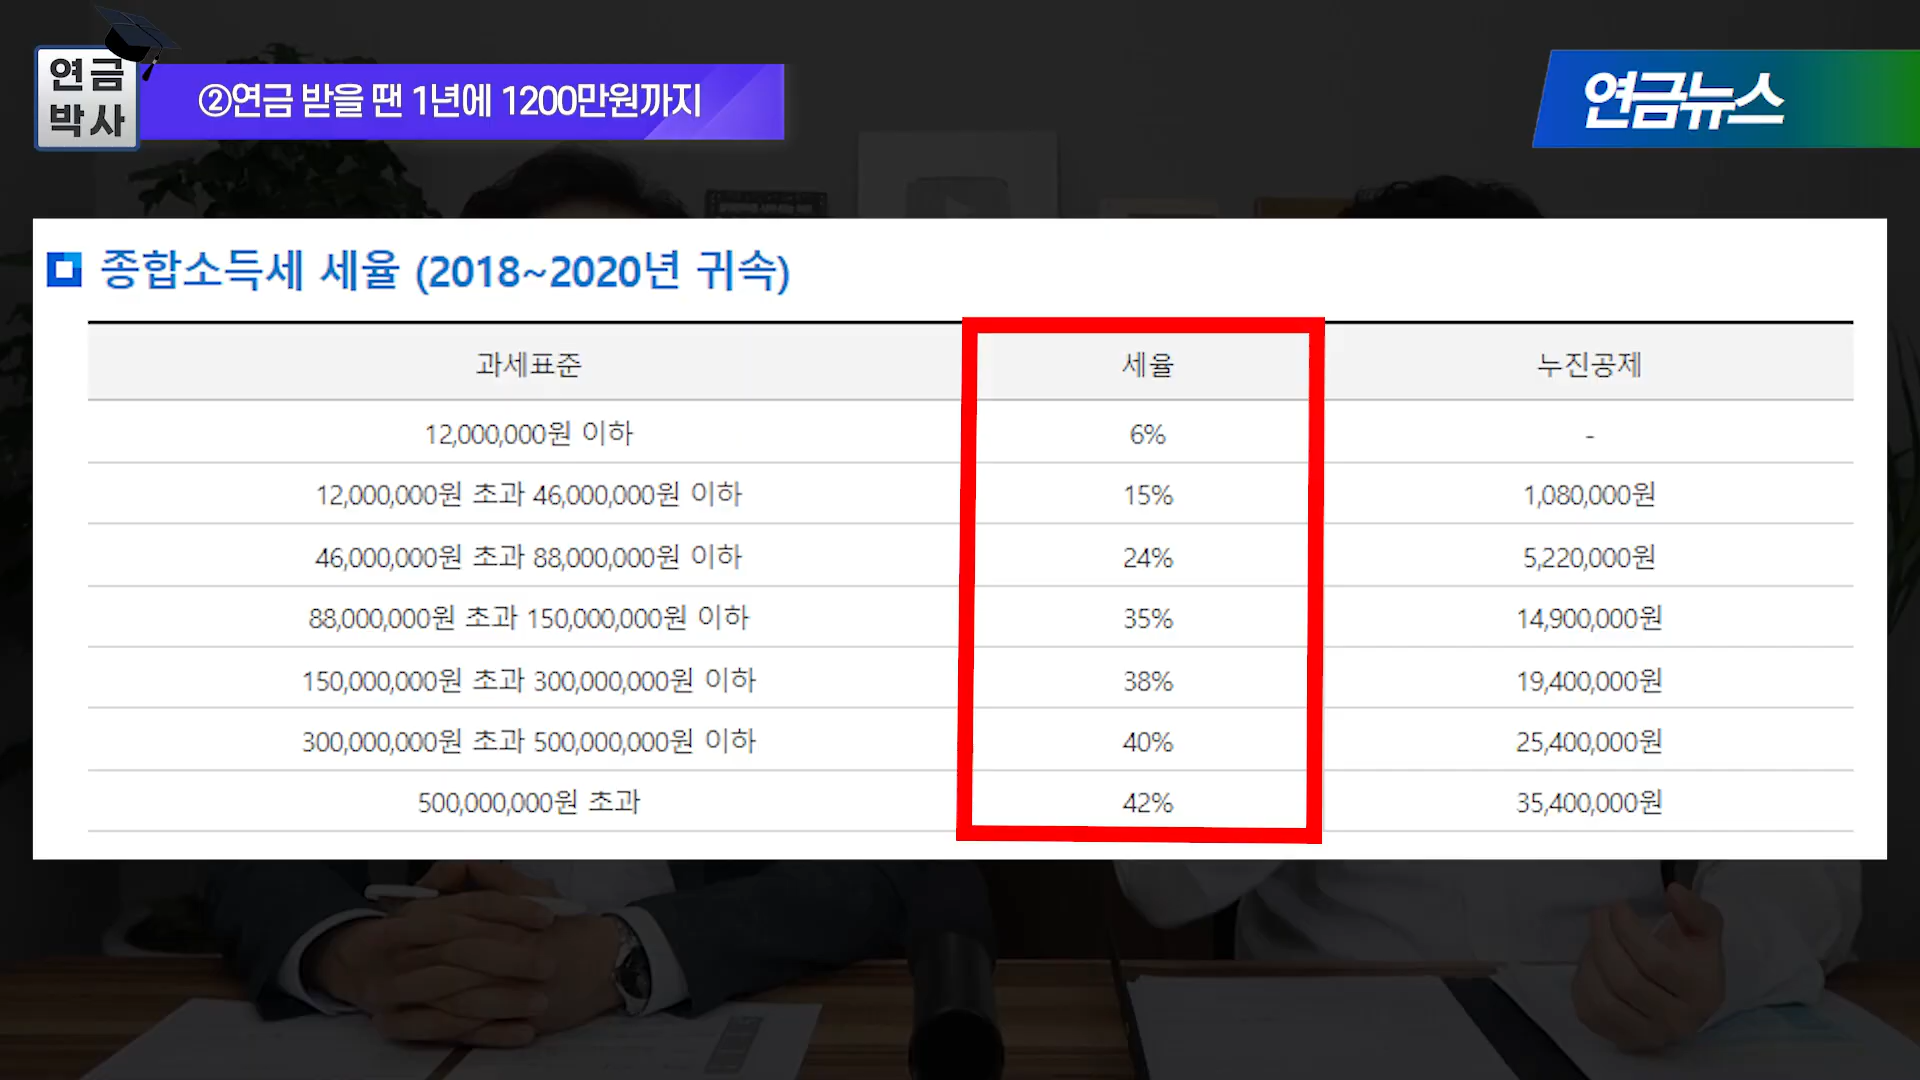 연금
박사
②연금 받을 땐 1년에 1200만원까지
연금뉴스
종합소득세 세율 (2018~2020년 귀속)
과세표준 세율 누진공제
12,000,000원 이하 6% -
12,000,000원 초과 46,000,000원 이하 15% 1,080,000원
46,000,000원 초과 88,000,000원 이하 24% 5,220,000원
88,000,000원 초과 150,000,000원 이하 35% 14,900,000원
150,000,000원 초과 300,000,000원 이하 38% 19,400,000원
300,000,000원 초과 500,000,000원 이하 40% 25,400,000원
500,000,000원 초과 42% 35,400,000원